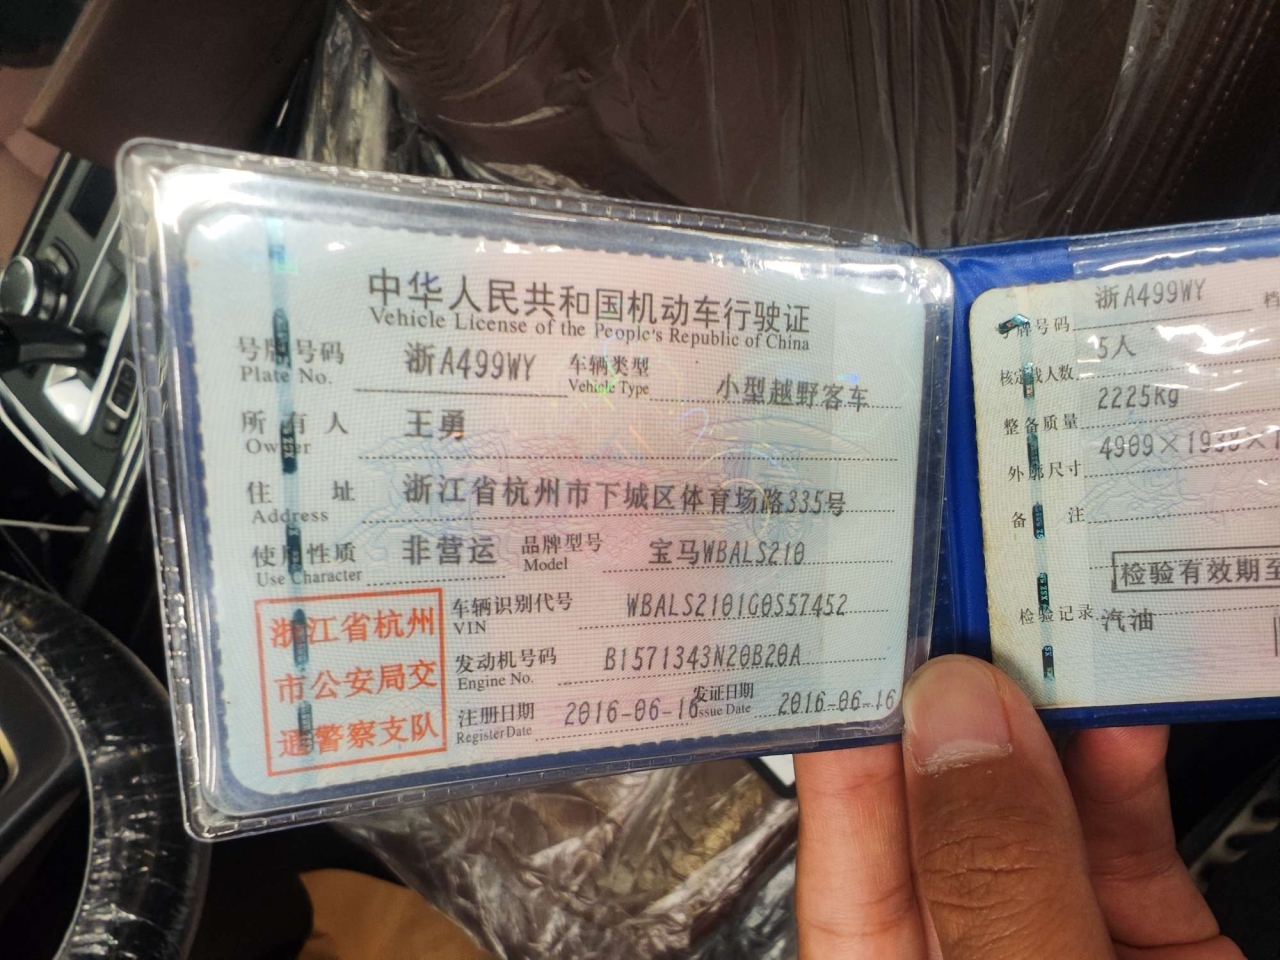 中华人民共和国机动车行驶证
Vehicle License of the People's Republic of China
号牌号码 浙A499WY 车辆类型 小型越野客车
Plate No. Vehicle Type
所有人 王勇
Owner
住址 浙江省杭州市下城区体育场路335号
Address
使用性质 非营运 品牌型号 宝马WBALS210
Use Character Model
浙江省杭州
市公安局交
通警察支队
车辆识别代号 WBALS2101G0S57452
VIN
发动机号码 B1571343N20B20A
Engine No.
注册日期 2016-06-16 发证日期 2016-06-16
Register Date Issue Date
号牌号码 浙A499WY
核定载人数 5人
整备质量 2225kg
外廓尺寸
备注
检验有效期至
检验记录 汽油